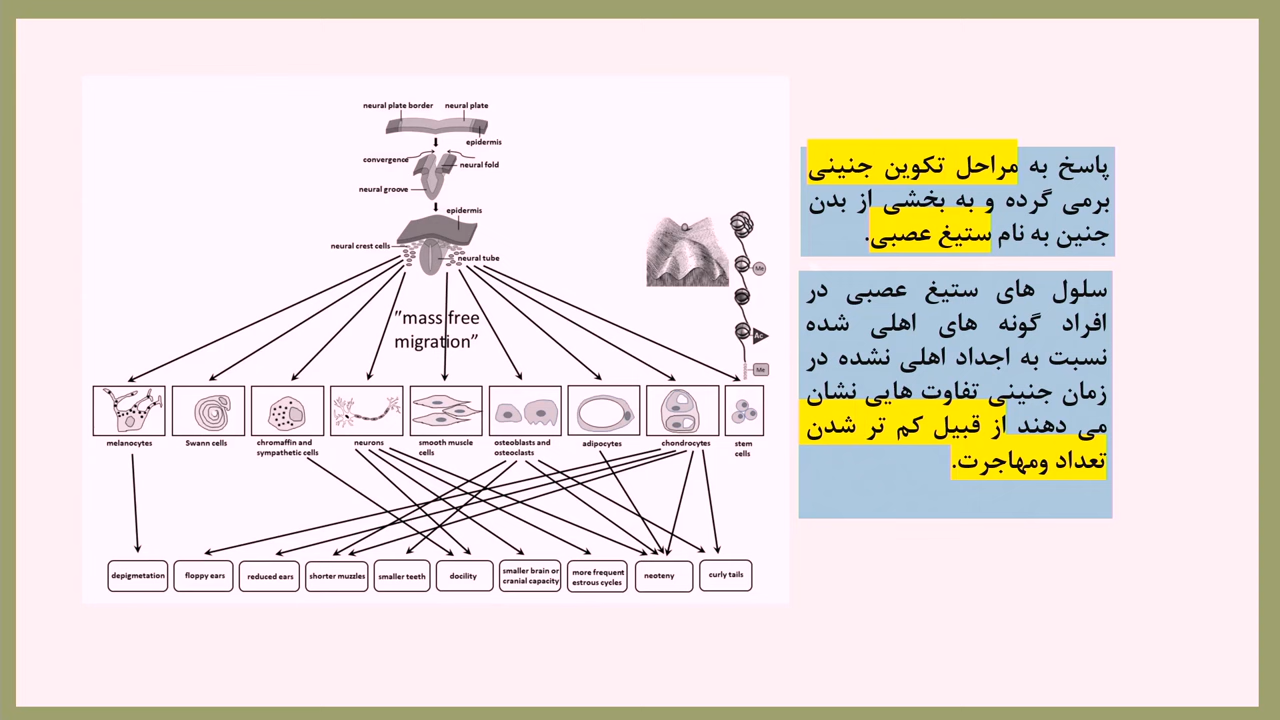 neural plate border neural plate
epidermis
convergence
neural fold
neural groove
epidermis
neural crest cells
neural tube
"mass free
migration"
Me
Ac
Me
melanocytes
Swann cells
chromaffin and
sympathetic cells
neurons
smooth muscle
cells
osteoblasts and
osteoclasts
adipocytes
chondrocytes
stem
cells
depigmetation
floppy ears
reduced ears
shorter muzzles
smaller teeth
docility
smaller brain or
cranial capacity
more frequent
estrous cycles
neoteny
curly tails
پاسخ به مراحل تکوین جنینی
برمی گرده و به بخشی از بدن
جنین به نام ستیغ عصبی.
سلول های ستیغ عصبی در
افراد گونه های اهلی شده
نسبت به اجداد اهلی نشده در
زمان جنینی تفاوت هایی نشان
می دهند از قبیل کم تر شدن
تعداد ومهاجرت.